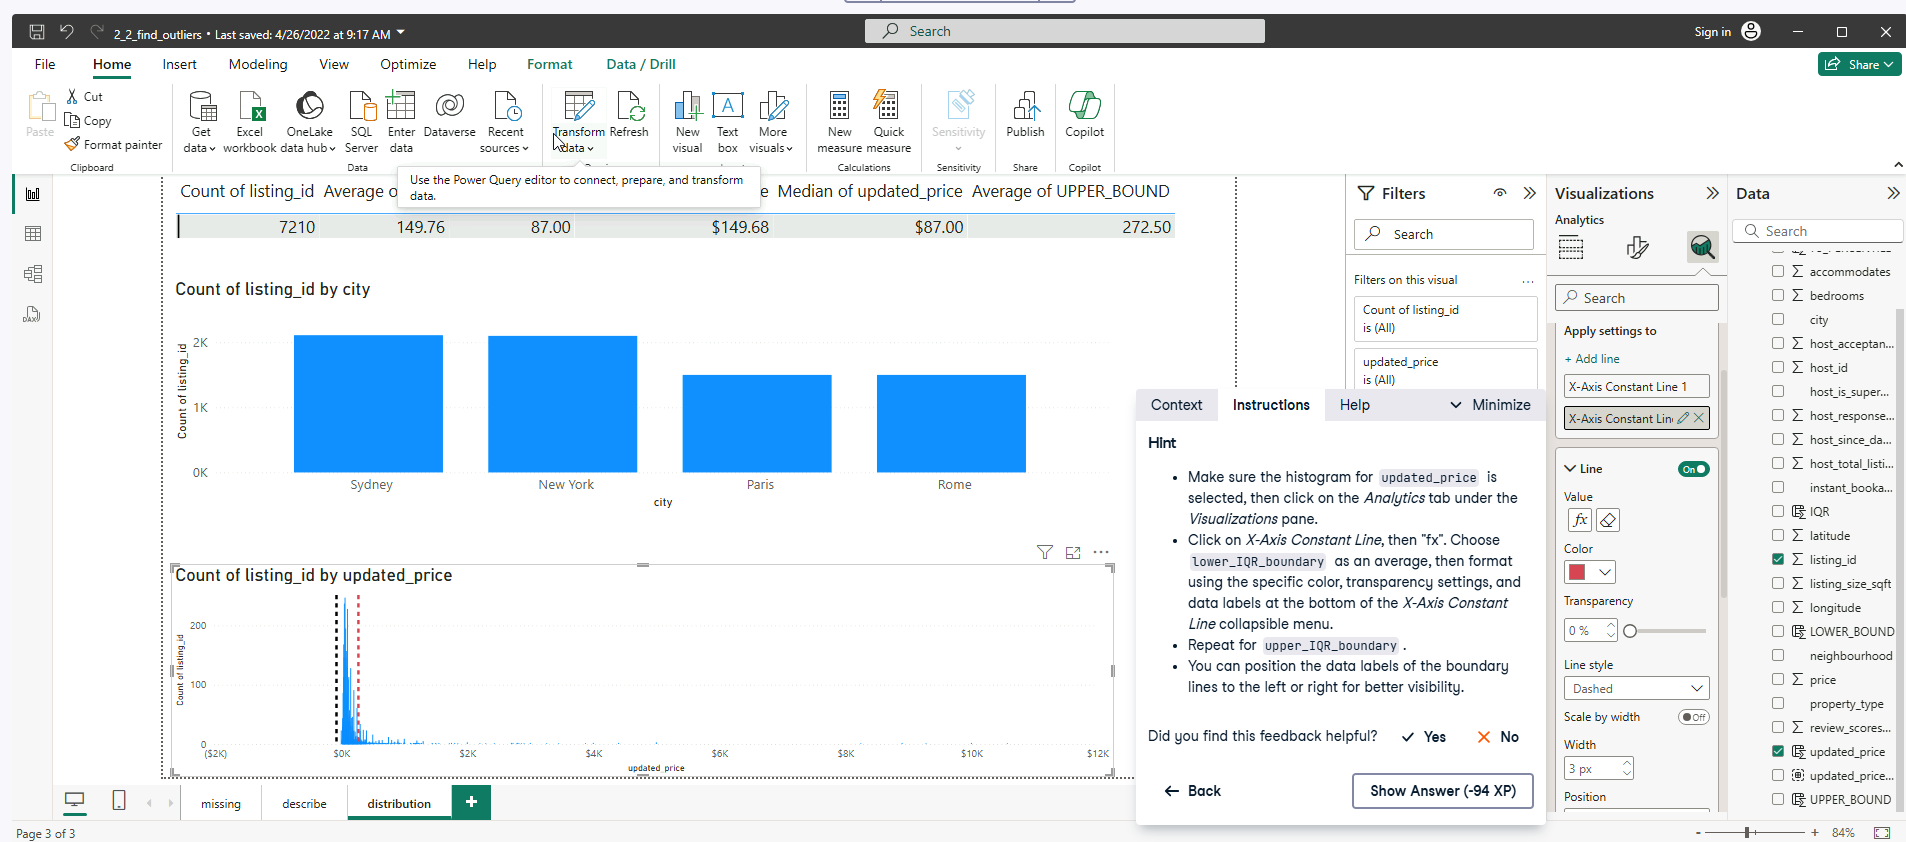 2_2_find_outliers • Last saved: 4/26/2022 at 9:17 AM
Search
Sign in
File
Home
Insert
Modeling
View
Optimize
Help
Format
Data / Drill
Share
Paste
Cut
Copy
Format painter
Clipboard
Get data
Excel workbook
OneLake data hub
SQL Server
Enter data
Dataverse
Recent sources
Data
Transform data
Refresh
New visual
Text box
More visuals
New measure
Quick measure
Calculations
Sensitivity
Sensitivity
Publish
Share
Copilot
Copilot
Use the Power Query editor to connect, prepare, and transform
data.
Count of listing_id
Average o
Median of updated_price
Average of UPPER_BOUND
7210
149.76
87.00
$149.68
$87.00
272.50
Count of listing_id by city
Count of listing_id
2K
1K
0K
Sydney
New York
Paris
Rome
city
Count of listing_id by updated_price
Count of listing_id
200
100
0
($2K)
$0K
$2K
$4K
$6K
$8K
$10K
$12K
updated_price
missing
describe
distribution
+
Page 3 of 3
Filters
Search
Filters on this visual
...
Count of listing_id
is (All)
updated_price
is (All)
Context
Instructions
Help
Minimize
Hint
• Make sure the histogram for updated_price is
selected, then click on the Analytics tab under the
Visualizations pane.
• Click on X-Axis Constant Line, then "fx". Choose
lower_IQR_boundary as an average, then format
using the specific color, transparency settings, and
data labels at the bottom of the X-Axis Constant
Line collapsible menu.
• Repeat for upper_IQR_boundary .
• You can position the data labels of the boundary
lines to the left or right for better visibility.
Did you find this feedback helpful?
Yes
No
Back
Show Answer (-94 XP)
Visualizations
Analytics
Search
Apply settings to
+ Add line
X-Axis Constant Line 1
X-Axis Constant Lin
Line
On
Value
fx
Color
Transparency
0 %
Line style
Dashed
Scale by width
Off
Width
3 px
Position
Data
Search
accommodates
bedrooms
city
host_acceptan...
host_id
host_is_super...
host_response...
host_since_da...
host_total_listi...
instant_booka...
IQR
latitude
listing_id
listing_size_sqft
longitude
LOWER_BOUND
neighbourhood
price
property_type
review_scores...
updated_price
updated_price...
UPPER_BOUND
- + 84%